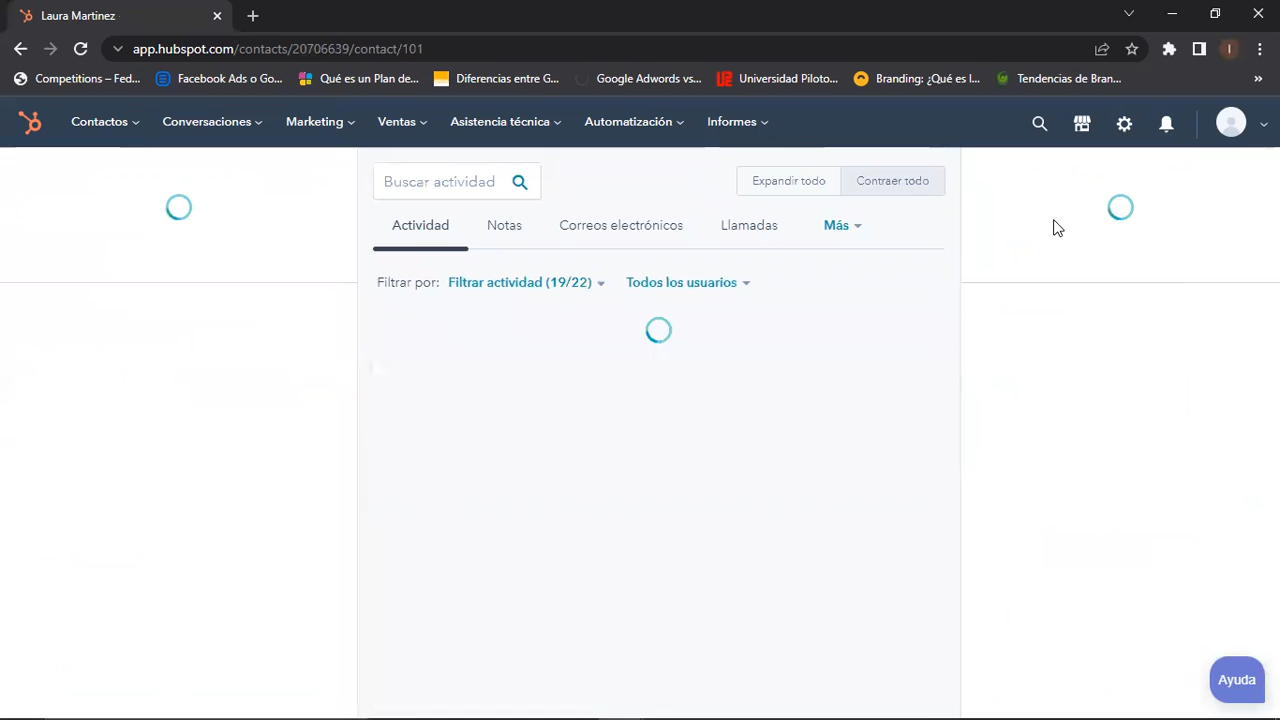 Laura Martinez
app.hubspot.com/contacts/20706639/contact/101
I
Competitions – Fed...
Facebook Ads o Go...
Qué es un Plan de...
Diferencias entre G...
Google Adwords vs...
Universidad Piloto...
Branding: ¿Qué es l...
Tendencias de Bran...
Contactos
Conversaciones
Marketing
Ventas
Asistencia técnica
Automatización
Informes
Buscar actividad
Expandir todo
Contraer todo
Actividad
Notas
Correos electrónicos
Llamadas
Más
Filtrar por: Filtrar actividad (19/22) Todos los usuarios
Ayuda